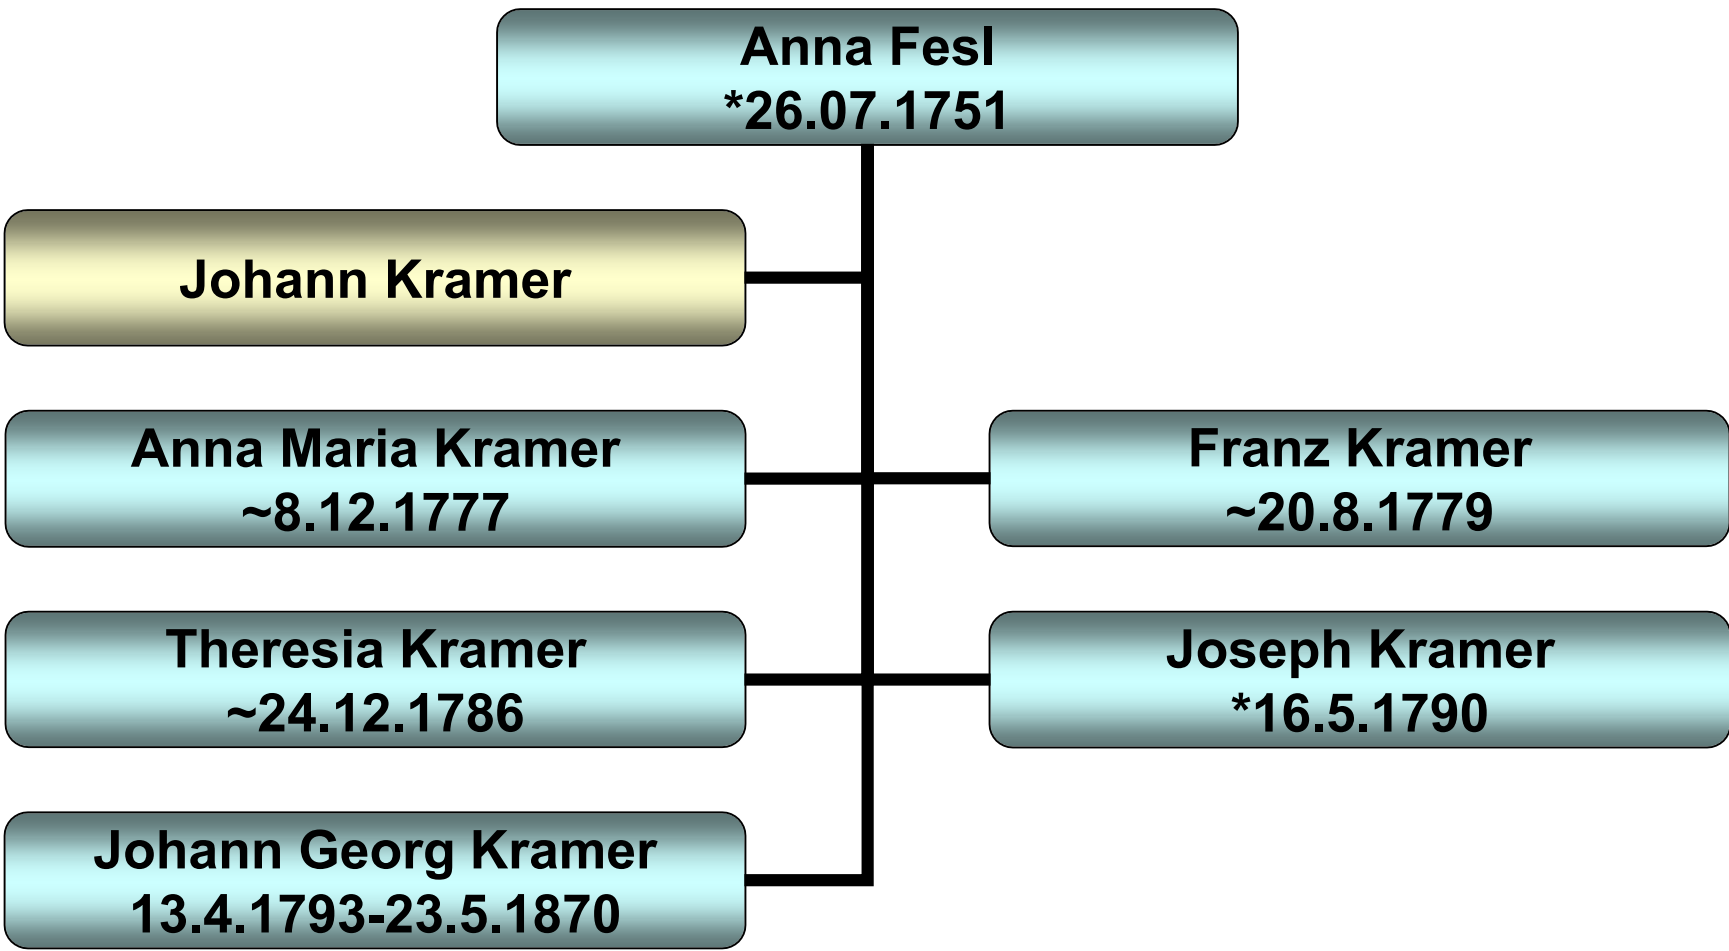 Anna Fesl
*26.07.1751
Johann Kramer
Anna Maria Kramer
~8.12.1777
Franz Kramer
~20.8.1779
Theresia Kramer
~24.12.1786
Joseph Kramer
*16.5.1790
Johann Georg Kramer
13.4.1793-23.5.1870